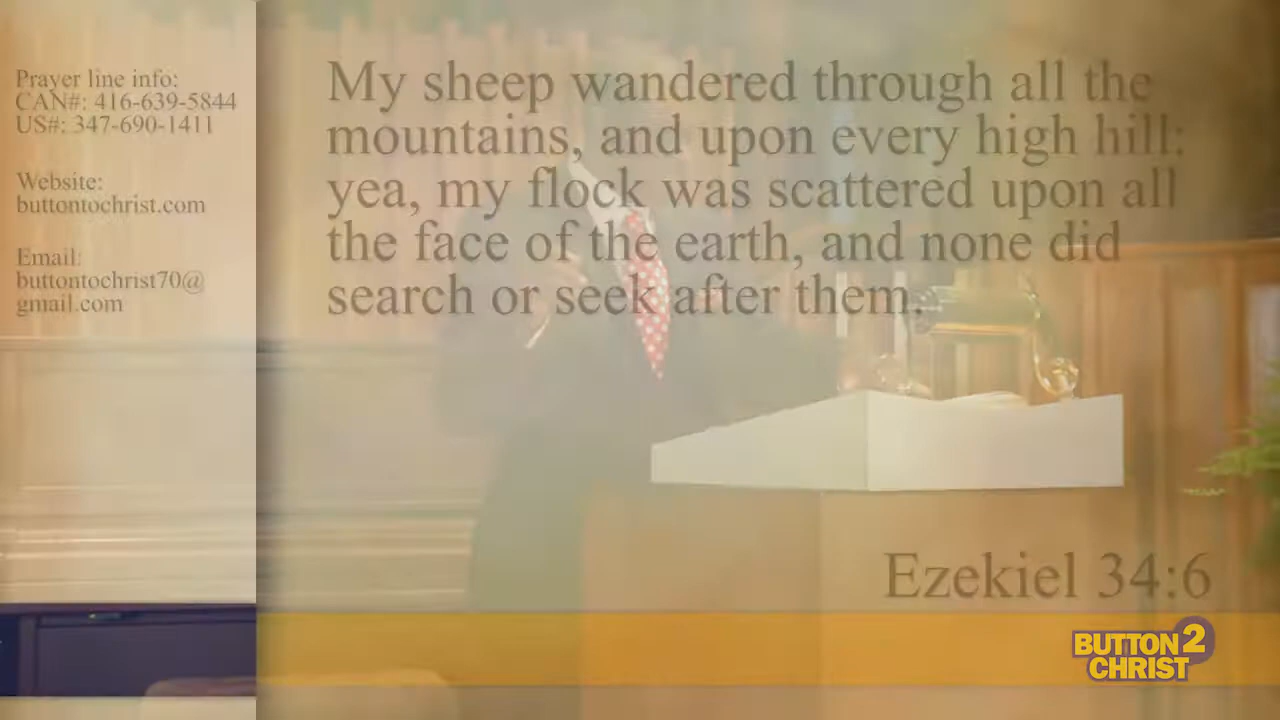 Prayer line info:
CAN#: 416-639-5844
US#: 347-690-1411
Website:
buttontochrist.com
Email:
buttontochrist70@
gmail.com
My sheep wandered through all the
mountains, and upon every high hill:
yea, my flock was scattered upon all
the face of the earth, and none did
search or seek after them.
Ezekiel 34:6
BUTTON 2
CHRIST